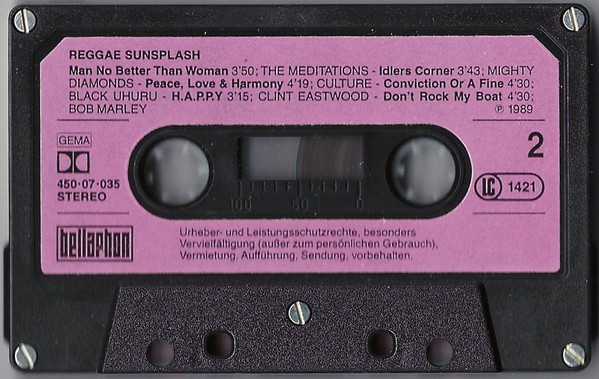 REGGAE SUNSPLASH
Man No Better Than Woman 3'50; THE MEDITATIONS - Idlers Corner 3'43; MIGHTY
DIAMONDS - Peace, Love & Harmony 4'19; CULTURE - Conviction Or A Fine 4'30;
BLACK UHURU - H.A.P.P.Y 3'15; CLINT EASTWOOD - Don't Rock My Boat 4'30;
BOB MARLEY ℗ 1989
GEMA
2
450·07·035
STEREO
100 50 0
LC 1421
bellaphon
Urheber- und Leistungsschutzrechte, besonders
Vervielfältigung (außer zum persönlichen Gebrauch),
Vermietung, Aufführung, Sendung, vorbehalten.